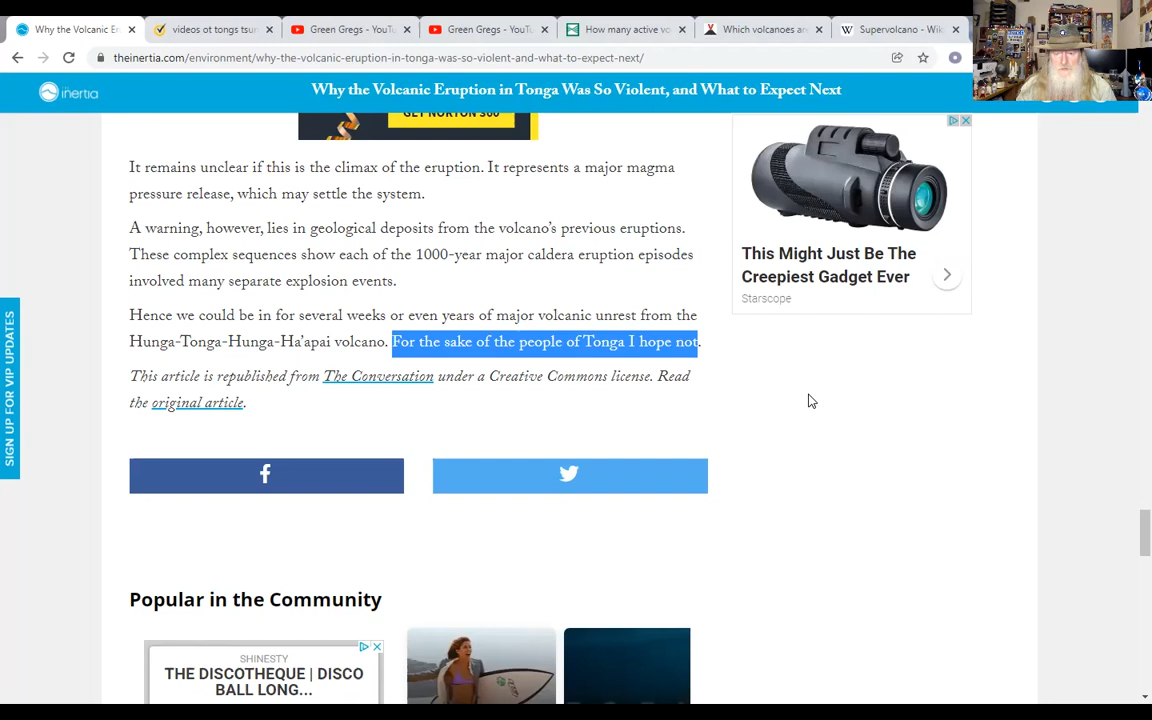 Why the Volcanic E
videos ot tongs tsun
Green Gregs - YouTu
Green Gregs - YouTu
How many active vo
Which volcanoes are
Supervolcano - Wiki
theinertia.com/environment/why-the-volcanic-eruption-in-tonga-was-so-violent-and-what-to-expect-next/
inertia
Why the Volcanic Eruption in Tonga Was So Violent, and What to Expect Next
GET NORTON 360
It remains unclear if this is the climax of the eruption. It represents a major magma
pressure release, which may settle the system.
A warning, however, lies in geological deposits from the volcano's previous eruptions.
These complex sequences show each of the 1000-year major caldera eruption episodes
involved many separate explosion events.
Hence we could be in for several weeks or even years of major volcanic unrest from the
Hunga-Tonga-Hunga-Ha'apai volcano. For the sake of the people of Tonga I hope not.
This article is republished from The Conversation under a Creative Commons license. Read
the original article.
This Might Just Be The
Creepiest Gadget Ever
Starscope
SIGN UP FOR VIP UPDATES
Popular in the Community
SHINESTY
THE DISCOTHEQUE | DISCO
BALL LONG...